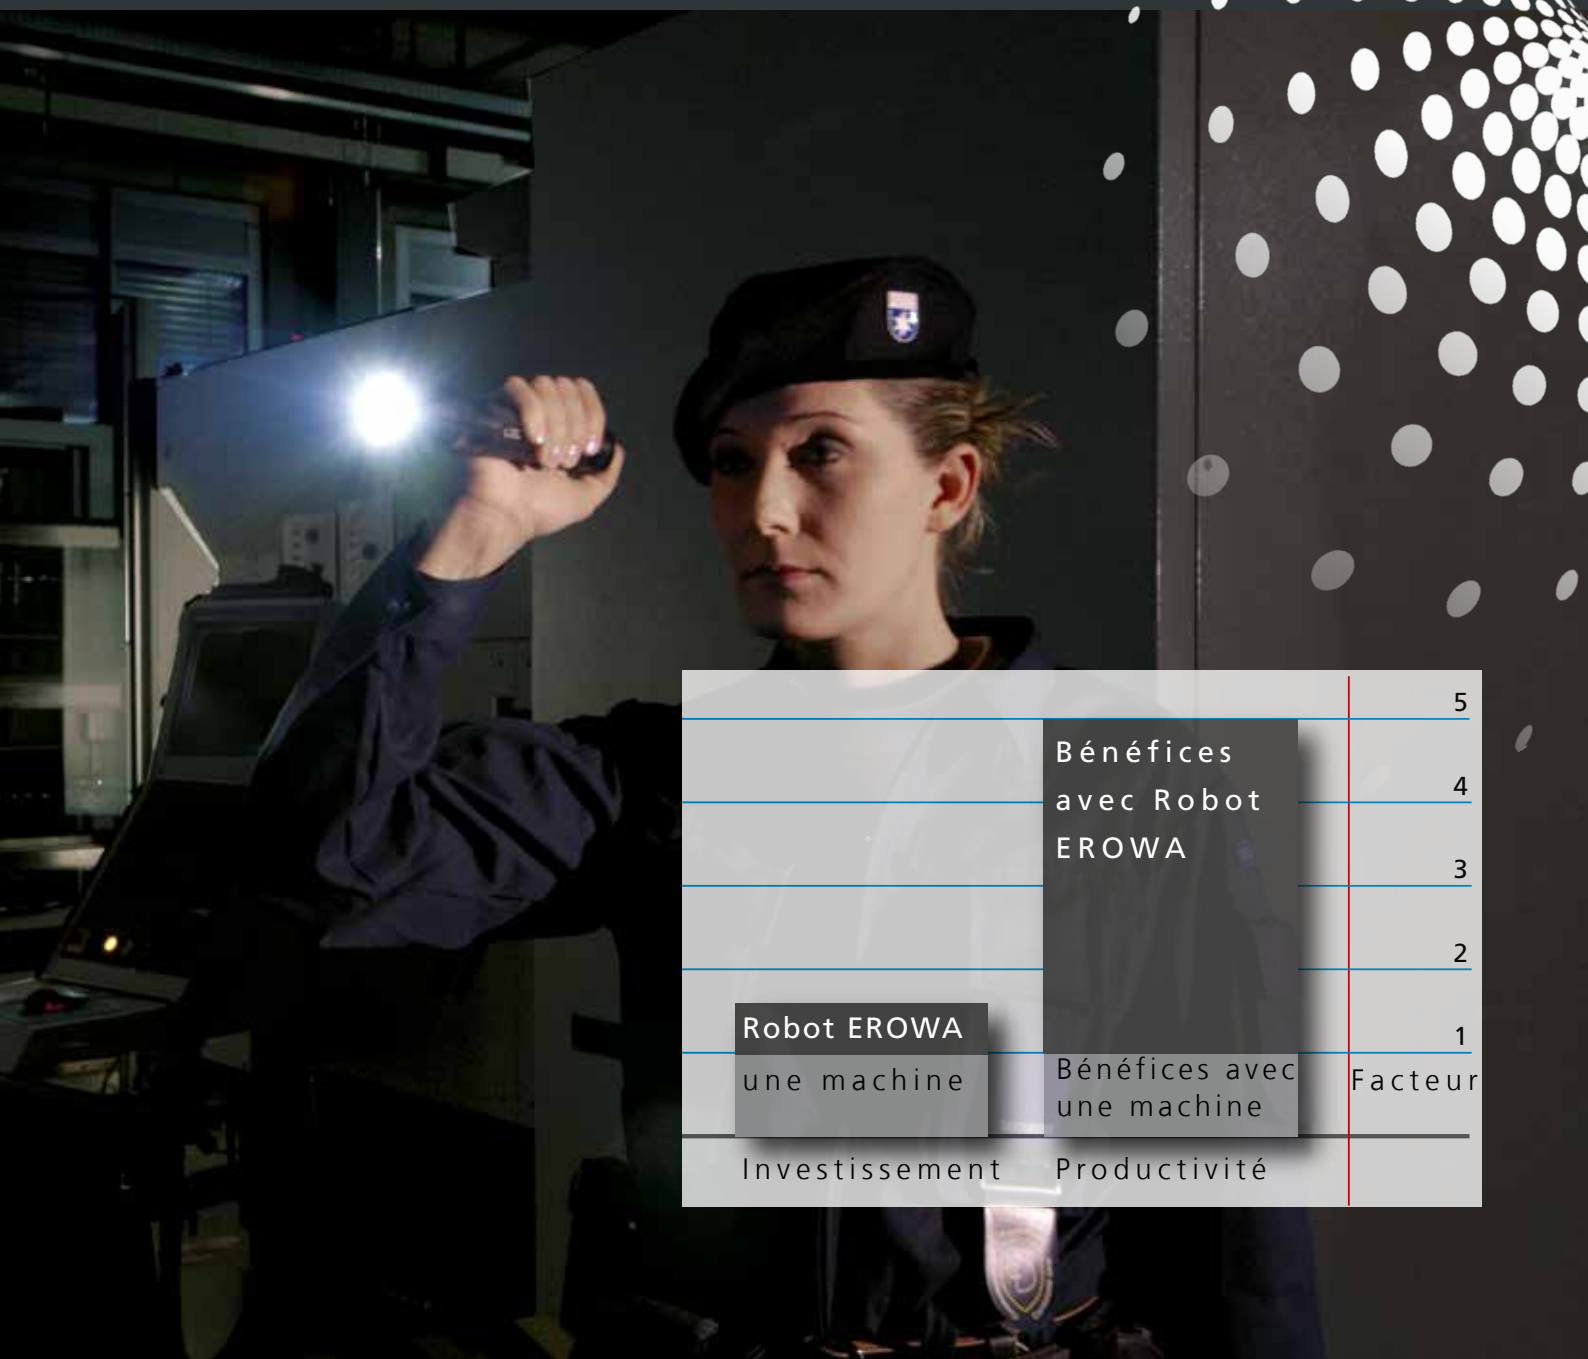 5
Bénéfices
avec Robot
EROWA
4
3
2
Robot EROWA
1
une machine
Bénéfices avec
une machine
Facteur
Investissement
Productivité